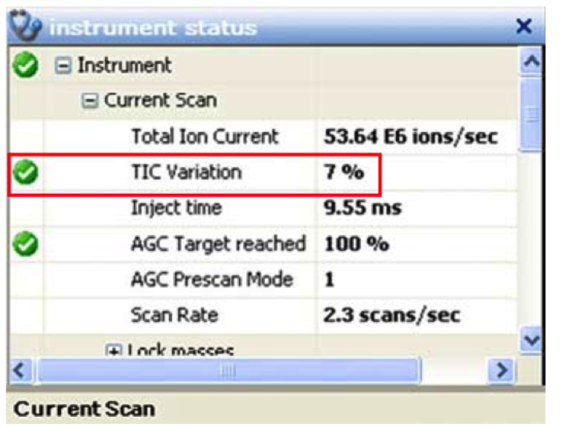 instrument status
Instrument
Current Scan
Total Ion Current 53.64 E6 ions/sec
TIC Variation 7 %
Inject time 9.55 ms
AGC Target reached 100 %
AGC Prescan Mode 1
Scan Rate 2.3 scans/sec
Lock masses
Current Scan